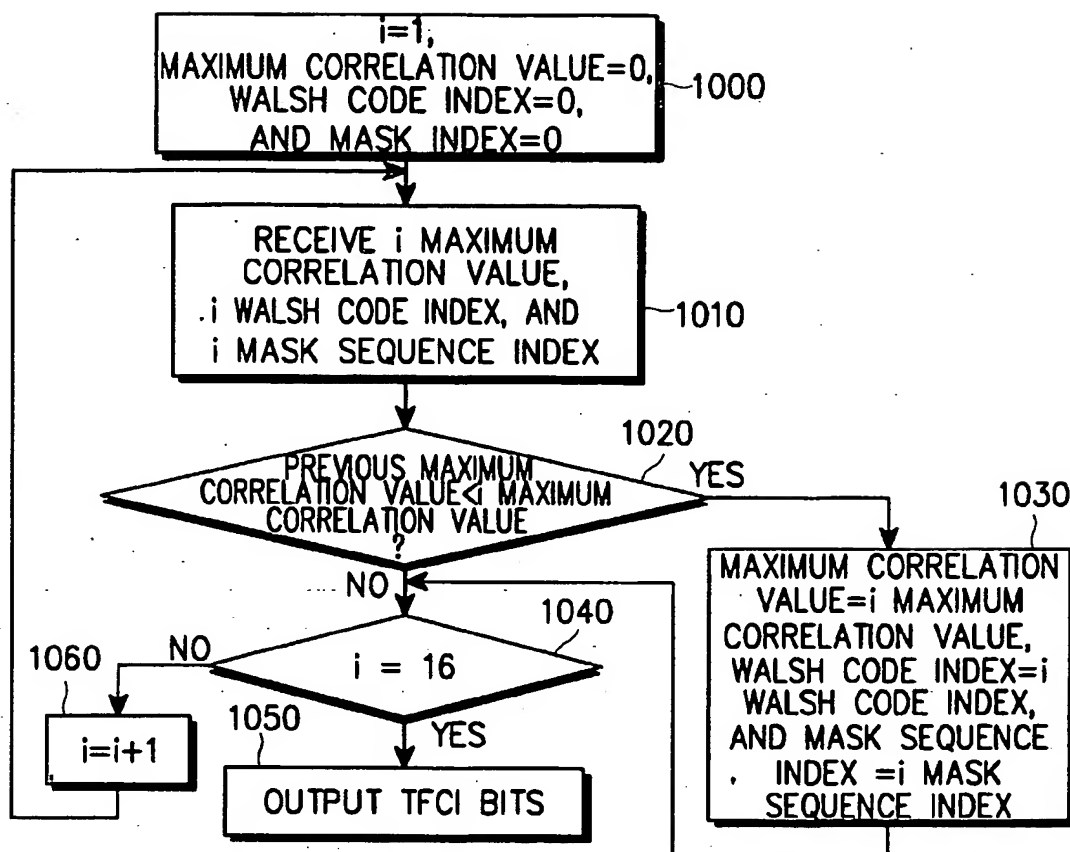 i=1,
MAXIMUM CORRELATION VALUE=0,
WALSH CODE INDEX=0,
AND MASK INDEX=0
1000
RECEIVE i MAXIMUM
CORRELATION VALUE,
i WALSH CODE INDEX, AND
i MASK SEQUENCE INDEX
1010
PREVIOUS MAXIMUM
CORRELATION VALUE<i MAXIMUM
CORRELATION VALUE
?
1020
YES
NO
1030
MAXIMUM CORRELATION
VALUE=i MAXIMUM
CORRELATION VALUE,
WALSH CODE INDEX=i
WALSH CODE INDEX,
AND MASK SEQUENCE
INDEX =i MASK
SEQUENCE INDEX
1040
i = 16
NO
YES
1060
i=i+1
1050
OUTPUT TFCI BITS